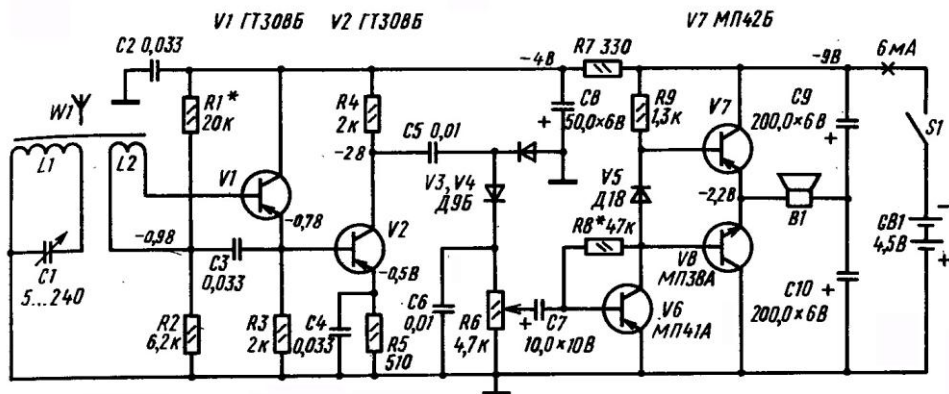 V1 ГТ308Б
V2 ГТ308Б
V7 МП42Б
C2 0,033
-4В
R7 330
-9В
6мА
W1
R1*
20к
R4
2к
C8
50,0×6В
+
R9
1,3к
V7
C9
200,0×6В
+
S1
L1
L2
-2В
C5 0,01
V1
V3, V4
Д9Б
V5
Д18
-2,2В
B1
-0,7В
V2
R8*47к
GB1
4,5В
-
+
-0,9В
C1
5...240
C3
0,033
-0,5В
V8
МП38А
C6
0,01
C10
200,0×6В
+
R2
6,2к
R3
2к
C4
0,033
R5
510
R6
4,7к
+
C7
10,0×10В
V6
МП41А